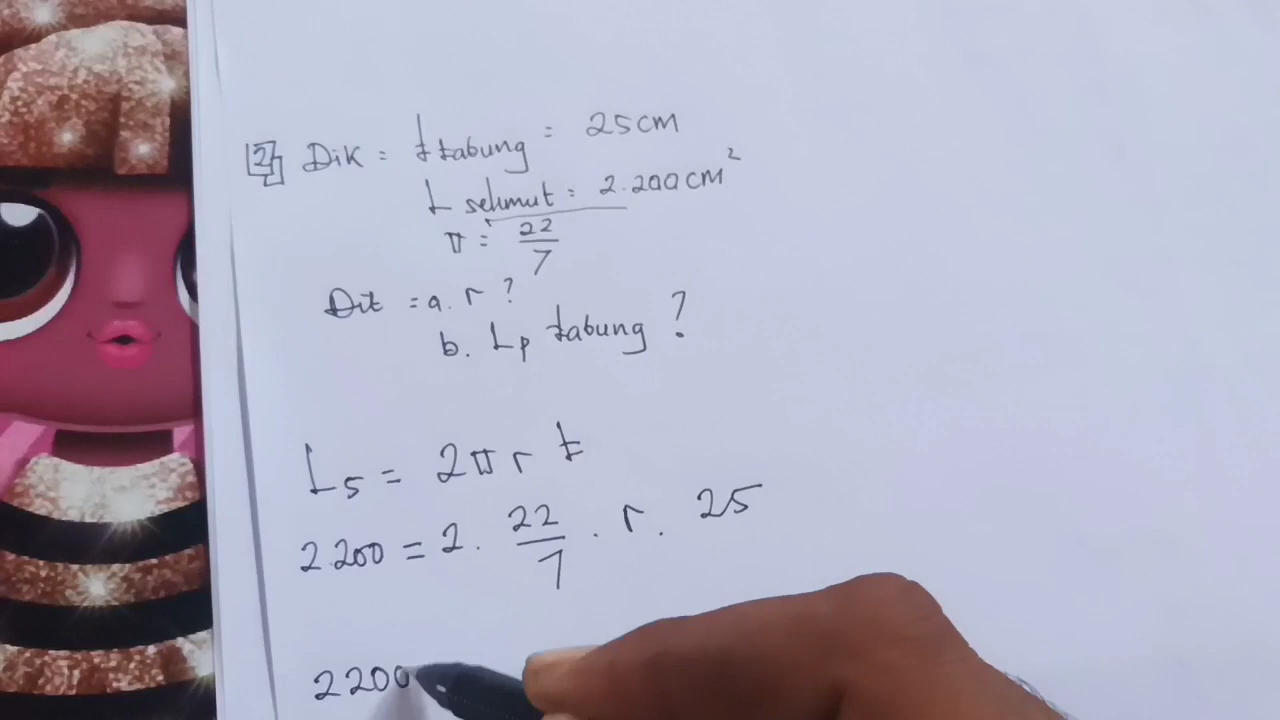 2 Dik = t tabung = 25 cm
L selimut = 2.200 cm²
π = 22/7
Dit = a. r ?
b. Lp tabung ?
Ls = 2 π r t
2.200 = 2 . 22/7 . r . 25
2200